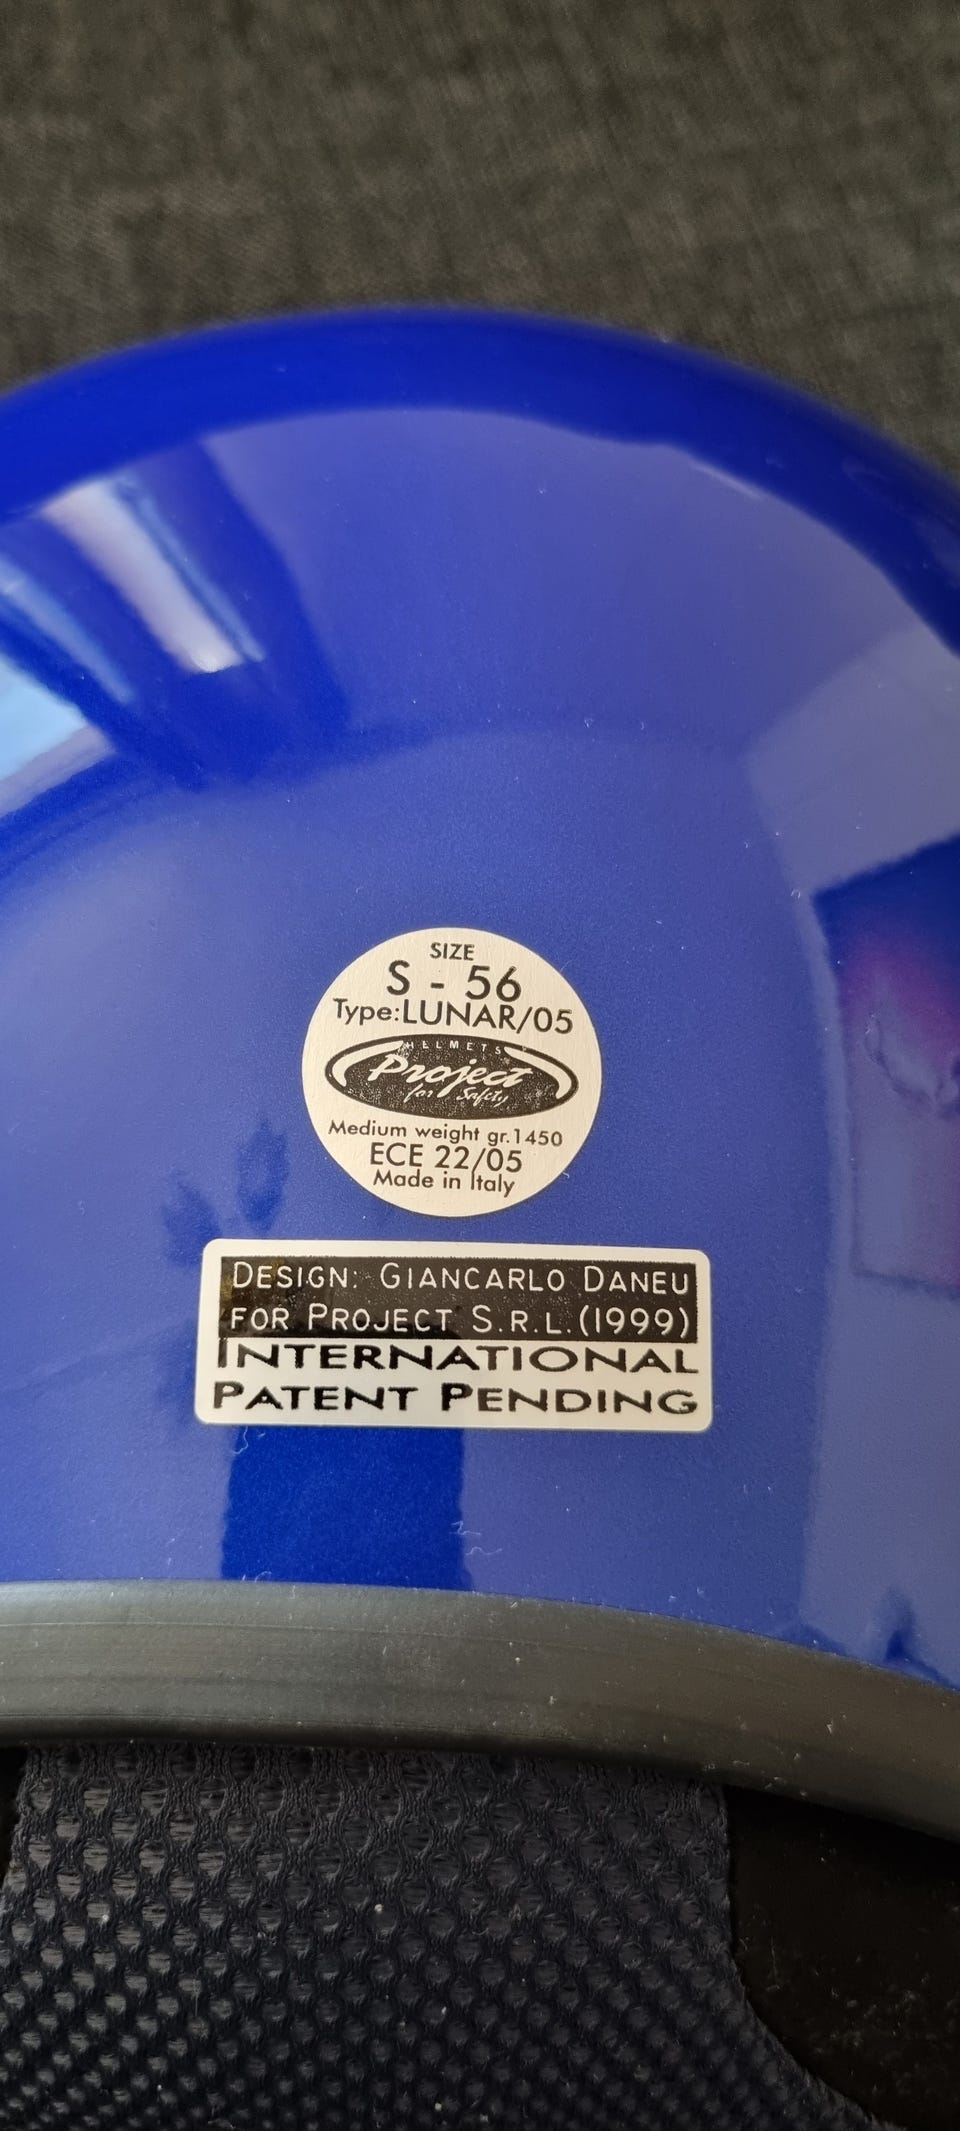 SIZE
S - 56
Type:LUNAR/05
HELMETS
Project
for Safety
Medium weight gr.1450
ECE 22/05
Made in Italy
DESIGN: GIANCARLO DANEU
FOR PROJECT S.R.L.(1999)
INTERNATIONAL
PATENT PENDING